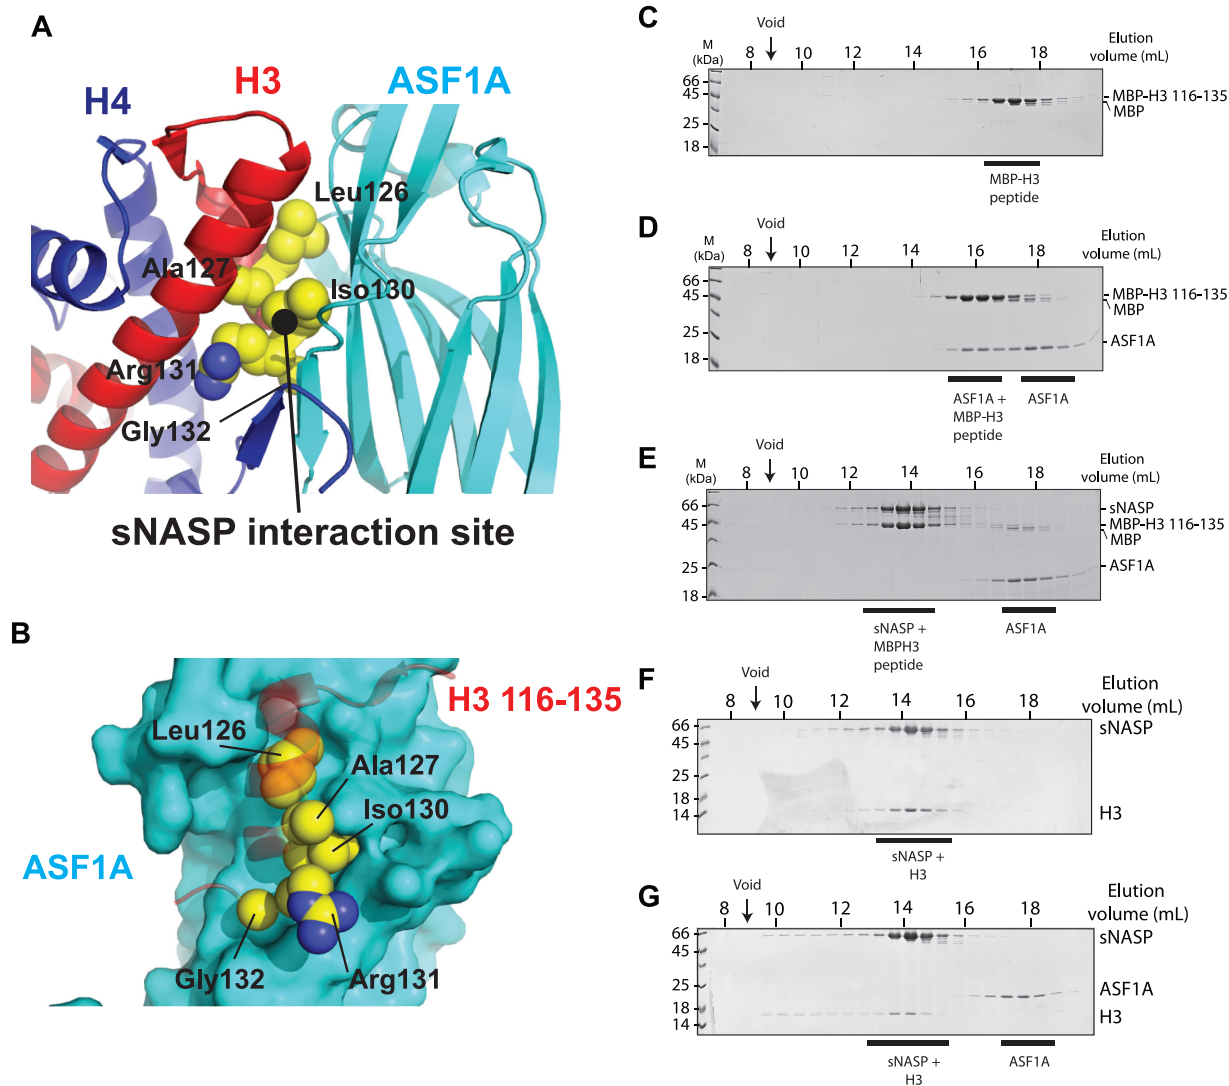 A
H3
ASF1A
H4
Leu126
Ala127
Iso130
Arg131
Gly132
sNASP interaction site
B
H3 116-135
Leu126
Ala127
Iso130
ASF1A
Gly132
Arg131
C
Void
M
(kDa)
8 10 12 14 16 18
Elution
volume (mL)
66
45
25
18
MBP-H3 116-135
MBP
MBP-H3
peptide
D
Void
M
(kDa)
8 10 12 14 16 18
Elution
volume (mL)
66
45
25
18
MBP-H3 116-135
MBP
ASF1A
ASF1A +
MBP-H3
peptide
ASF1A
E
Void
M
(kDa)
8 10 12 14 16 18
Elution
volume (mL)
66
45
25
18
sNASP
MBP-H3 116-135
MBP
ASF1A
sNASP +
MBPH3
peptide
ASF1A
F
Void
8 10 12 14 16 18
Elution
volume (mL)
66
45
25
18
14
sNASP
H3
sNASP +
H3
G
Void
8 10 12 14 16 18
Elution
volume (mL)
66
45
25
18
14
sNASP
ASF1A
H3
sNASP +
H3
ASF1A